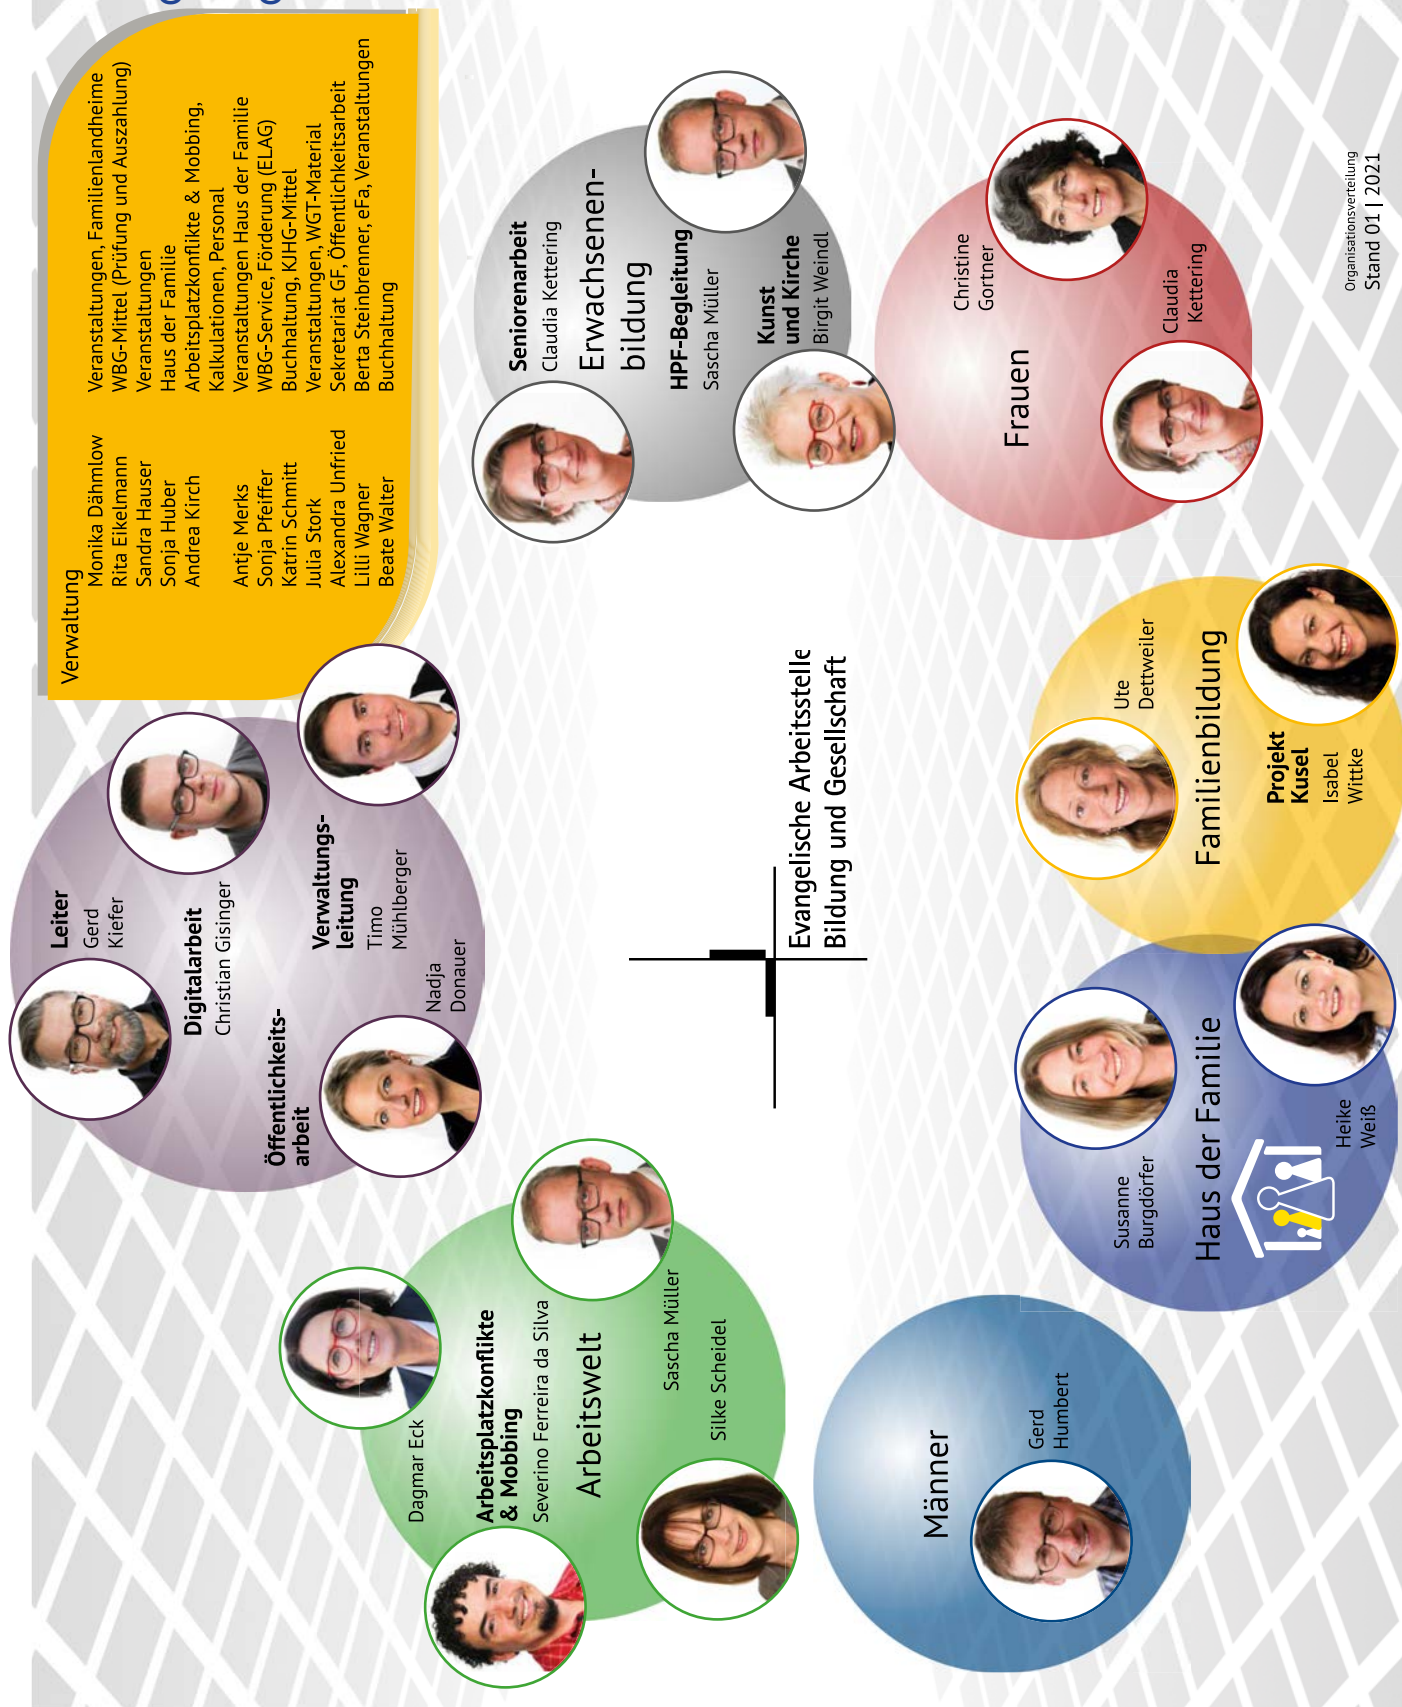 Verwaltung
Monika Dähmlow Veranstaltungen, Familienlandheime
Rita Eikelmann WBG-Mittel (Prüfung und Auszahlung)
Sandra Hauser Veranstaltungen
Sonja Huber Haus der Familie
Andrea Kirch Arbeitsplatzkonflikte & Mobbing,
Kalkulationen, Personal
Antje Merks Veranstaltungen Haus der Familie
Sonja Pfeiffer WBG-Service, Förderung (ELAG)
Katrin Schmitt Buchhaltung, KJHG-Mittel
Julia Stork Veranstaltungen, WGT-Material
Alexandra Unfried Sekretariat GF, Öffentlichkeitsarbeit
Lilli Wagner Berta Steinbrenner, eFa, Veranstaltungen
Beate Walter Buchhaltung
Leiter
Gerd
Kiefer
Digitalarbeit
Christian Gisinger
Öffentlichkeits-
arbeit
Verwaltungs-
leitung
Timo
Mühlberger
Nadja
Donauer
Dagmar Eck
Arbeitsplatzkonflikte
& Mobbing
Severino Ferreira da Silva
Arbeitswelt
Sascha Müller
Silke Scheidel
Seniorenarbeit
Claudia Kettering
Erwachsenen-
bildung
HPF-Begleitung
Sascha Müller
Kunst
und Kirche
Birgit Weindl
Evangelische Arbeitsstelle
Bildung und Gesellschaft
Männer
Gerd
Humbert
Susanne
Burgdörfer
Haus der Familie
Heike
Weiß
Ute
Dettweiler
Familienbildung
Projekt
Kusel
Isabel
Wittke
Christine
Gortner
Frauen
Claudia
Kettering
Organisationsverteilung
Stand 01 | 2021